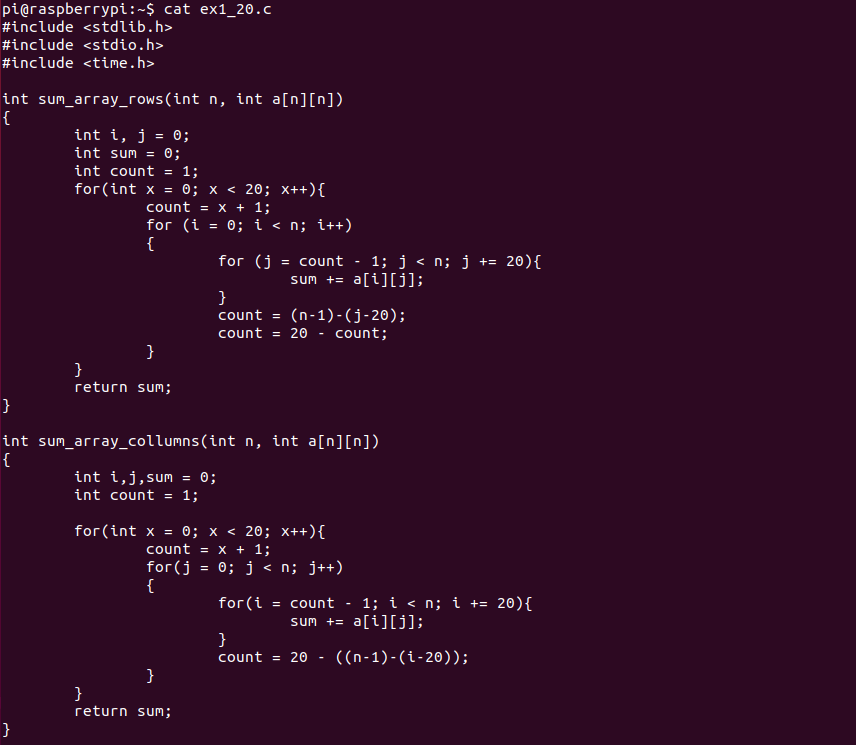 pi@raspberrypi:~$ cat ex1_20.c
#include <stdlib.h>
#include <stdio.h>
#include <time.h>

int sum_array_rows(int n, int a[n][n])
{
        int i, j = 0;
        int sum = 0;
        int count = 1;
        for(int x = 0; x < 20; x++){
                count = x + 1;
                for (i = 0; i < n; i++)
                {
                        for (j = count - 1; j < n; j += 20){
                                sum += a[i][j];
                        }
                        count = (n-1)-(j-20);
                        count = 20 - count;
                }
        }
        return sum;
}

int sum_array_collumns(int n, int a[n][n])
{
        int i,j,sum = 0;
        int count = 1;

        for(int x = 0; x < 20; x++){
                count = x + 1;
                for(j = 0; j < n; j++)
                {
                        for(i = count - 1; i < n; i += 20){
                                sum += a[i][j];
                        }
                        count = 20 - ((n-1)-(i-20));
                }
        }
        return sum;
}